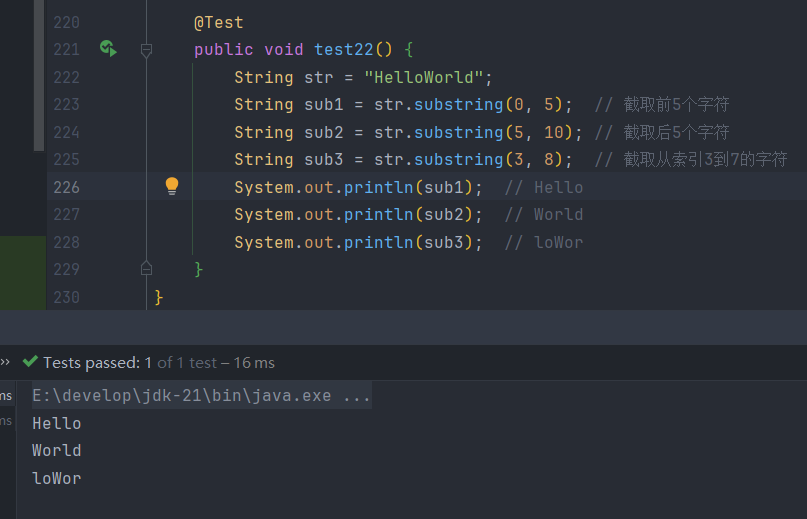 220 @Test
221 public void test22() {
222 String str = "HelloWorld";
223 String sub1 = str.substring(0, 5); // 截取前5个字符
224 String sub2 = str.substring(5, 10); // 截取后5个字符
225 String sub3 = str.substring(3, 8); // 截取从索引3到7的字符
226 System.out.println(sub1); // Hello
227 System.out.println(sub2); // World
228 System.out.println(sub3); // loWor
229 }
230 }
>> Tests passed: 1 of 1 test – 16 ms
ms E:\develop\jdk-21\bin\java.exe ...
ms Hello
World
loWor